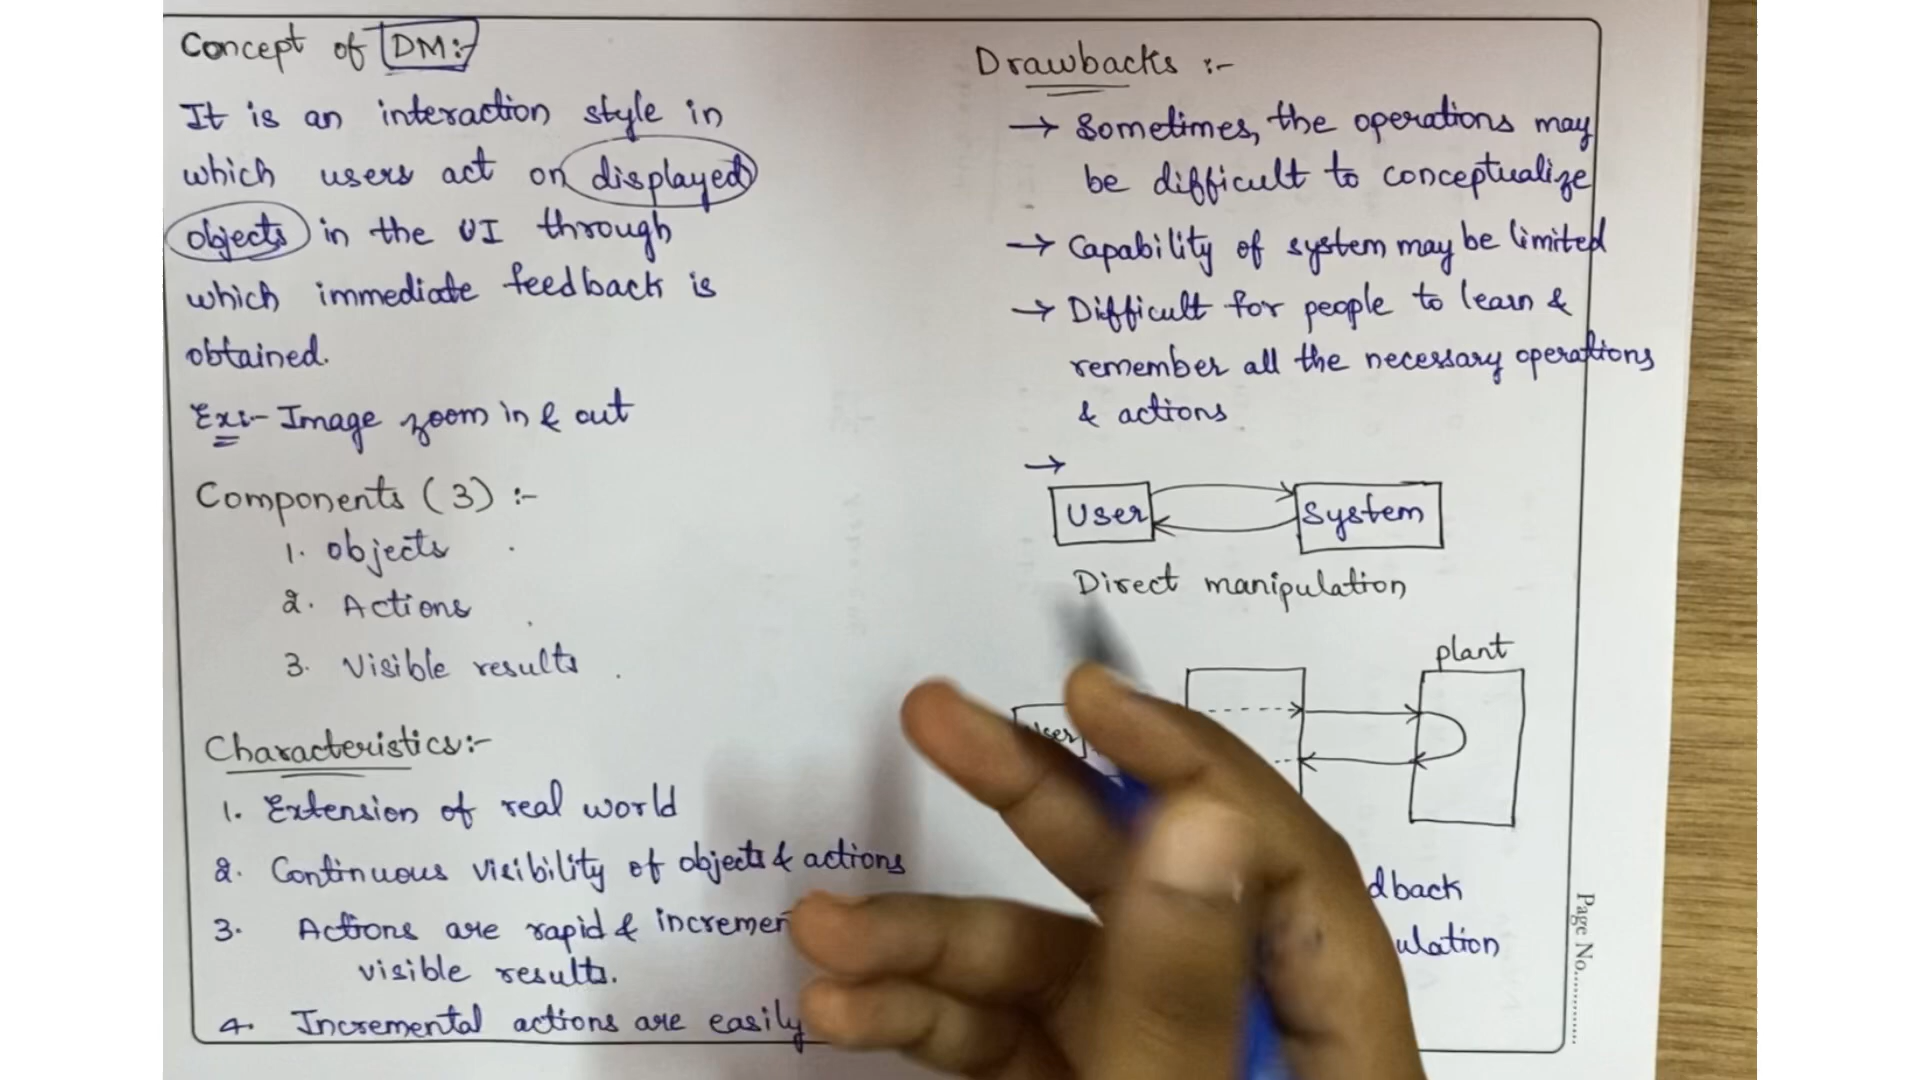 Concept of DM:-
It is an interaction style in
which users act on displayed
objects in the UI through
which immediate feedback is
obtained.
Ex:- Image zoom in & out
Components (3) :-
1. Objects
2. Actions
3. Visible results
Characteristics:-
1. Extension of real world
2. Continuous visibility of objects & actions
3. Actions are rapid &
visible results.
4. Incremental actions are easily
Drawbacks :-
→ Sometimes, the operations may
be difficult to conceptualize
→ Capability of system may be limited
→ Difficult for people to learn &
remember all the necessary operations
& actions
→
User System
Direct manipulation
plant
Page No.............